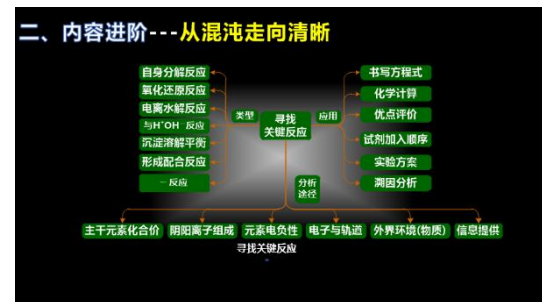 二、内容进阶---从混沌走向清晰
自身分解反应
氧化还原反应
电离水解反应
与H⁺OH⁻反应
沉淀溶解平衡
形成配合反应
类型
寻找
关键反应
应用
书写方程式
化学计算
优点评价
试剂加入顺序
实验方案
溯因分析
分析
途径
主干元素化合价
阴阳离子组成
元素电负性
电子与轨道
外界环境(物质)
信息提供
寻找关键反应